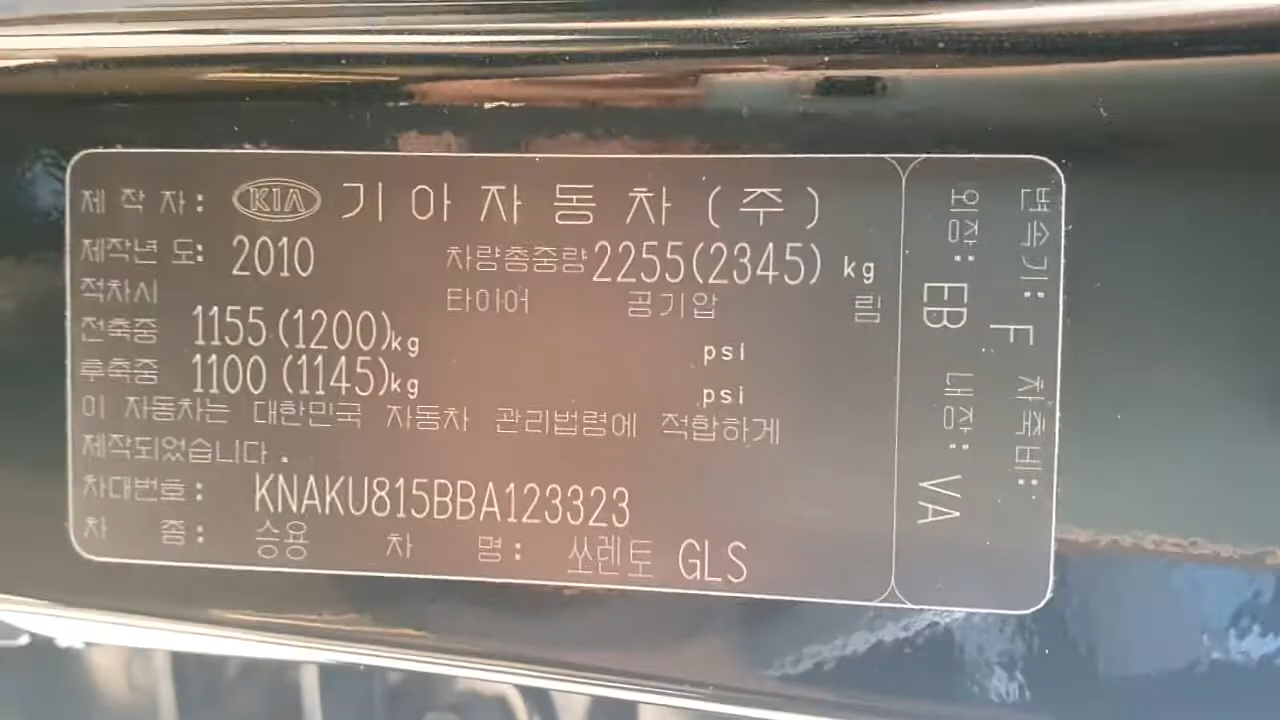 제 작 자: KIA 기 아 자 동 차 (주)
제작년 도: 2010 차량총중량 2255(2345) kg
적차시 타이어 공기압 림
전축중 1155(1200)kg psi
후축중 1100 (1145)kg psi
이 자동차는 대한민국 자동차 관리법령에 적합하게
제작되었습니다.
차대번호: KNAKU815BBA123323
차 종: 승용 차 명: 쏘렌토 GLS
변속기: F 차축비:
외장: EB 내장: VA